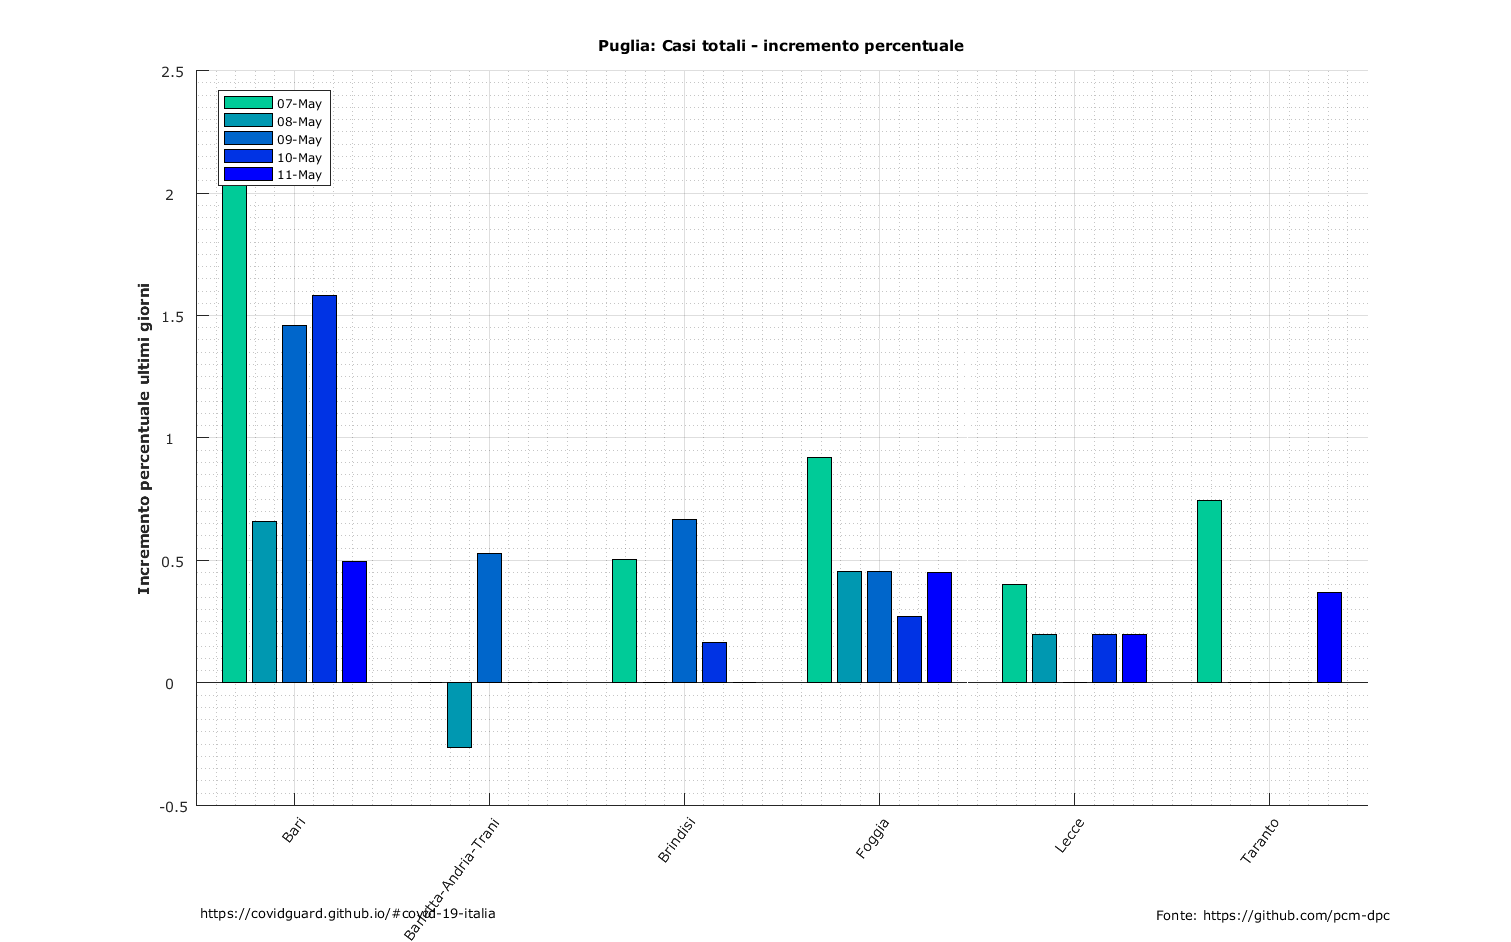 Puglia: Casi totali - incremento percentuale
2.5
2
1.5
1
0.5
0
-0.5
Incremento percentuale ultimi giorni
07-May
08-May
09-May
10-May
11-May
Bari
Barletta-Andria-Trani
Brindisi
Foggia
Lecce
Taranto
https://covidguard.github.io/#covid-19-italia
Fonte: https://github.com/pcm-dpc